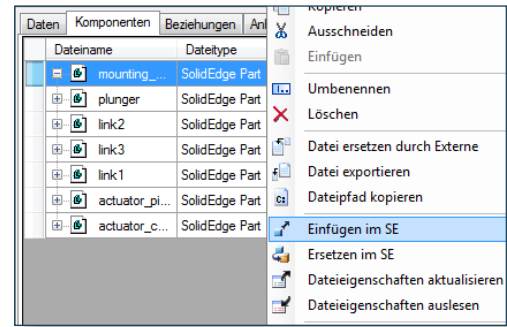 Daten Komponenten Beziehungen
Dateiname Dateitype
mounting_... SolidEdge Part
plunger SolidEdge Part
link2 SolidEdge Part
link3 SolidEdge Part
link1 SolidEdge Part
actuator_pi... SolidEdge Part
actuator_c... SolidEdge Part
Kopieren
Ausschneiden
Einfügen
Umbenennen
Löschen
Datei ersetzen durch Externe
Datei exportieren
Dateipfad kopieren
Einfügen im SE
Ersetzen im SE
Dateieigenschaften aktualisieren
Dateieigenschaften auslesen